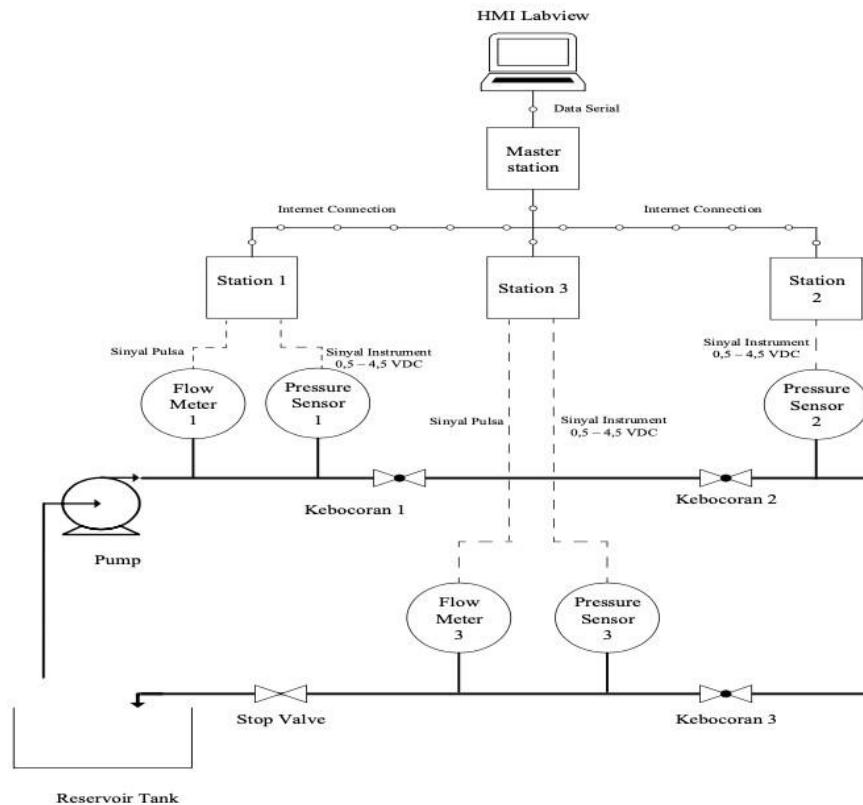 HMI Labview
Data Serial
Master
station
Internet Connection
Internet Connection
Station 1
Station 3
Station
2
Sinyal Pulsa
Sinyal Instrument
0,5 – 4,5 VDC
Sinyal Instrument
0,5 – 4,5 VDC
Flow
Meter
1
Pressure
Sensor
1
Pressure
Sensor
2
Sinyal Pulsa
Sinyal Instrument
0,5 – 4,5 VDC
Kebocoran 1
Kebocoran 2
Pump
Flow
Meter
3
Pressure
Sensor
3
Stop Valve
Kebocoran 3
Reservoir Tank